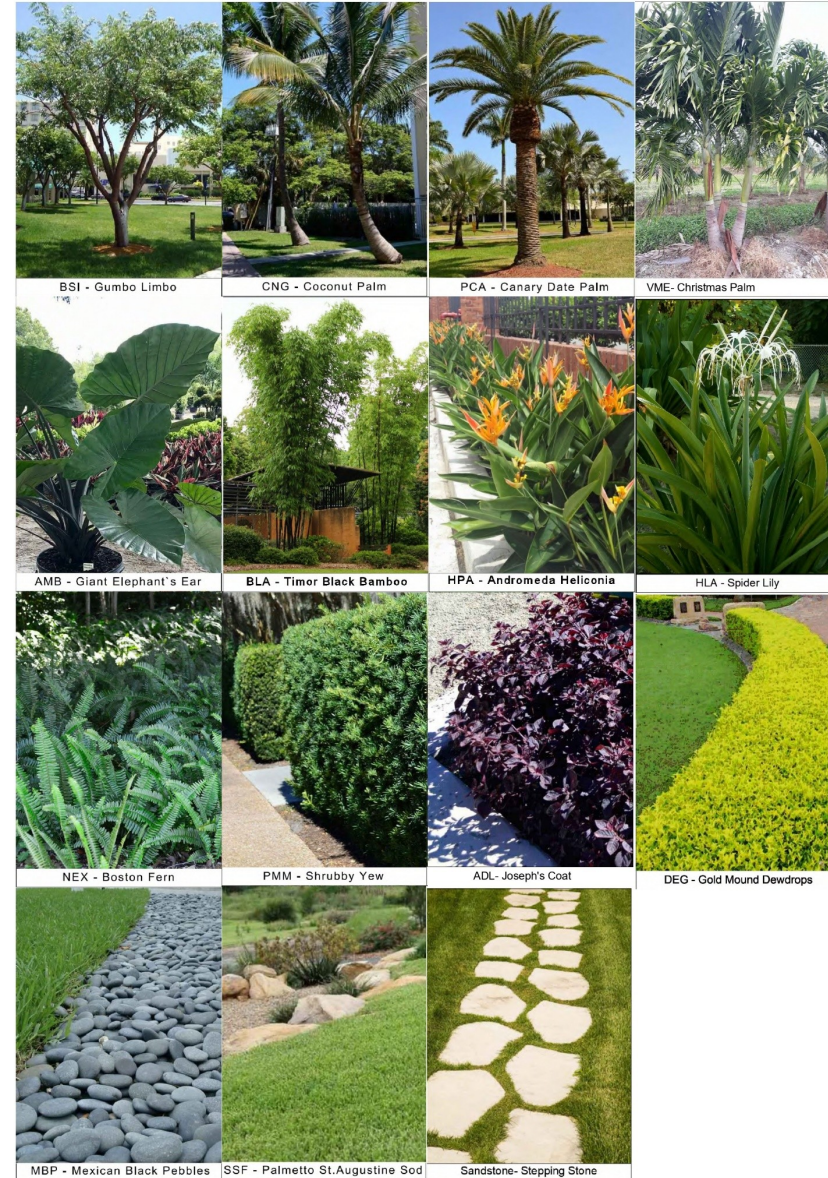 BSI - Gumbo Limbo
CNG - Coconut Palm
PCA - Canary Date Palm
VME- Christmas Palm
AMB - Giant Elephant`s Ear
BLA - Timor Black Bamboo
HPA - Andromeda Heliconia
HLA - Spider Lily
NEX - Boston Fern
PMM - Shrubby Yew
ADL- Joseph's Coat
DEG - Gold Mound Dewdrops
MBP - Mexican Black Pebbles
SSF - Palmetto St.Augustine Sod
Sandstone- Stepping Stone